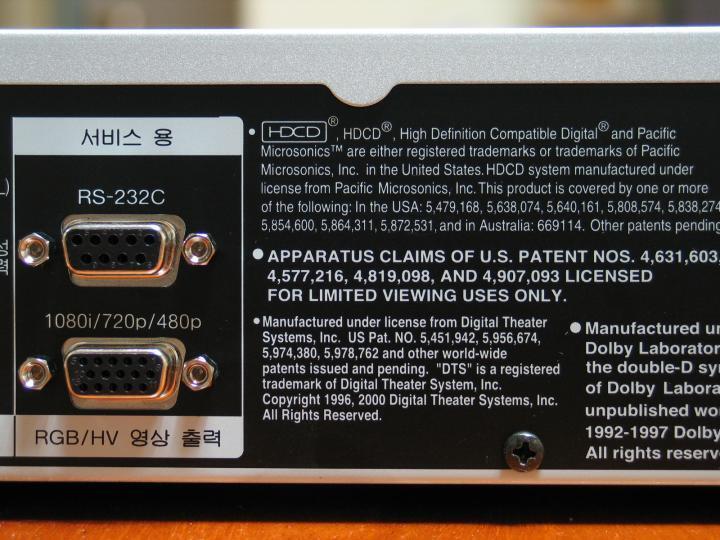 서비스 용
RS-232C
1080i/720p/480p
RGB/HV 영상 출력
• HDCD®, HDCD®, High Definition Compatible Digital® and Pacific
Microsonics™ are either registered trademarks or trademarks of Pacific
Microsonics, Inc. in the United States. HDCD system manufactured under
license from Pacific Microsonics, Inc. This product is covered by one or more
of the following: In the USA: 5,479,168, 5,638,074, 5,640,161, 5,808,574, 5,838,274
5,854,600, 5,864,311, 5,872,531, and in Australia: 669114. Other patents pending
• APPARATUS CLAIMS OF U.S. PATENT NOS. 4,631,603,
4,577,216, 4,819,098, AND 4,907,093 LICENSED
FOR LIMITED VIEWING USES ONLY.
• Manufactured under license from Digital Theater
Systems, Inc. US Pat. NO. 5,451,942, 5,956,674,
5,974,380, 5,978,762 and other world-wide
patents issued and pending. "DTS" is a registered
trademark of Digital Theater System, Inc.
Copyright 1996, 2000 Digital Theater Systems, Inc.
All Rights Reserved.
• Manufactured
Dolby
the double-D
of Dolby
unpublished
1992-1997 Dolby
All rights